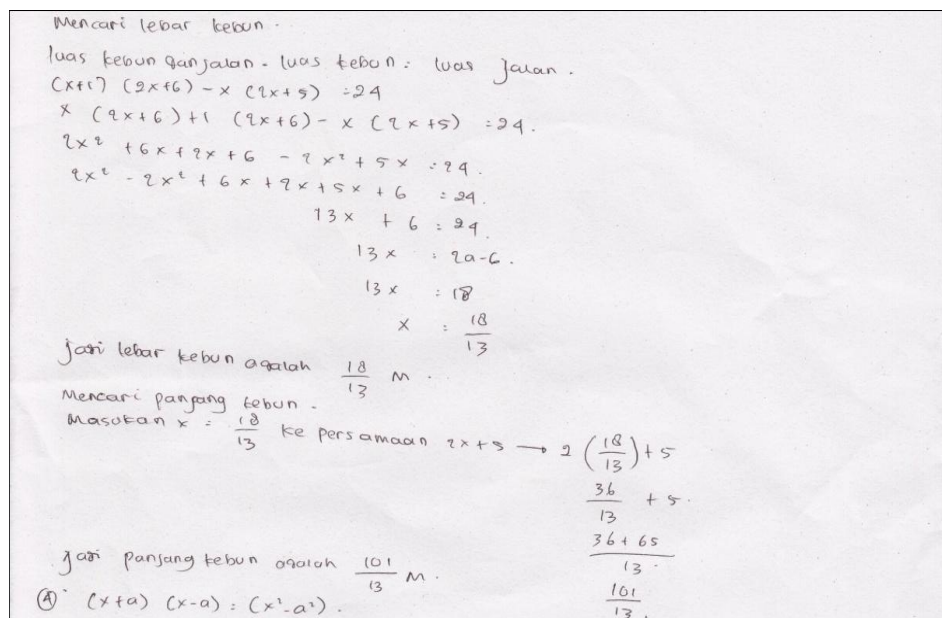 Mencari lebar kebun.
luas kebun dan jalan - luas kebun = luas jalan.
(x+1) (2x+6) - x (2x+5) = 24
x (2x+6) + 1 (2x+6) - x (2x+5) = 24.
2x² + 6x + 2x + 6 - 2x² + 5x = 24.
2x² - 2x² + 6x + 2x + 5x + 6 = 24.
13x + 6 = 24.
13x = 24-6.
13x = 18
x = 18/13
jadi lebar kebun adalah 18/13 m.
Mencari panjang kebun.
Masukan x = 18/13 ke persamaan 2x+5 → 2 (18/13) + 5
36/13 + 5.
36 + 65/13.
Jadi panjang kebun adalah 101/13 m.
101/13.
④ (x+a) (x-a) = (x²-a²).